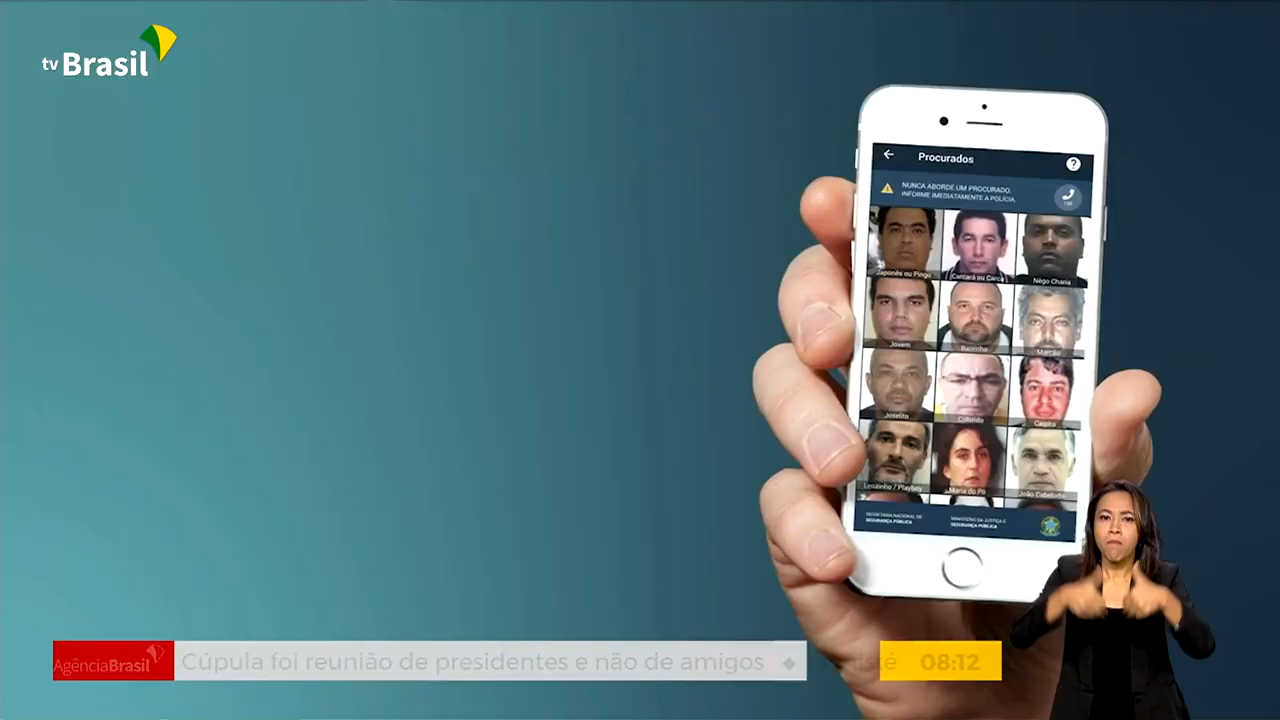 tv Brasil
Procurados
?
NUNCA ABORDE UM PROCURADO.
INFORME IMEDIATAMENTE A POLÍCIA.
190
Japonês ou Pingo
Carcará ou Carca
Nêgo Charia
Jovem
Baixinho
Marcão
Joselito
Colorido
Caipira
Leozinho / Playboy
Maria do Pó
João Cabeludo
SECRETARIA NACIONAL DE
SEGURANÇA PÚBLICA
MINISTÉRIO DA JUSTIÇA E
SEGURANÇA PÚBLICA
AgênciaBrasil
Cúpula foi reunião de presidentes e não de amigos
08:12